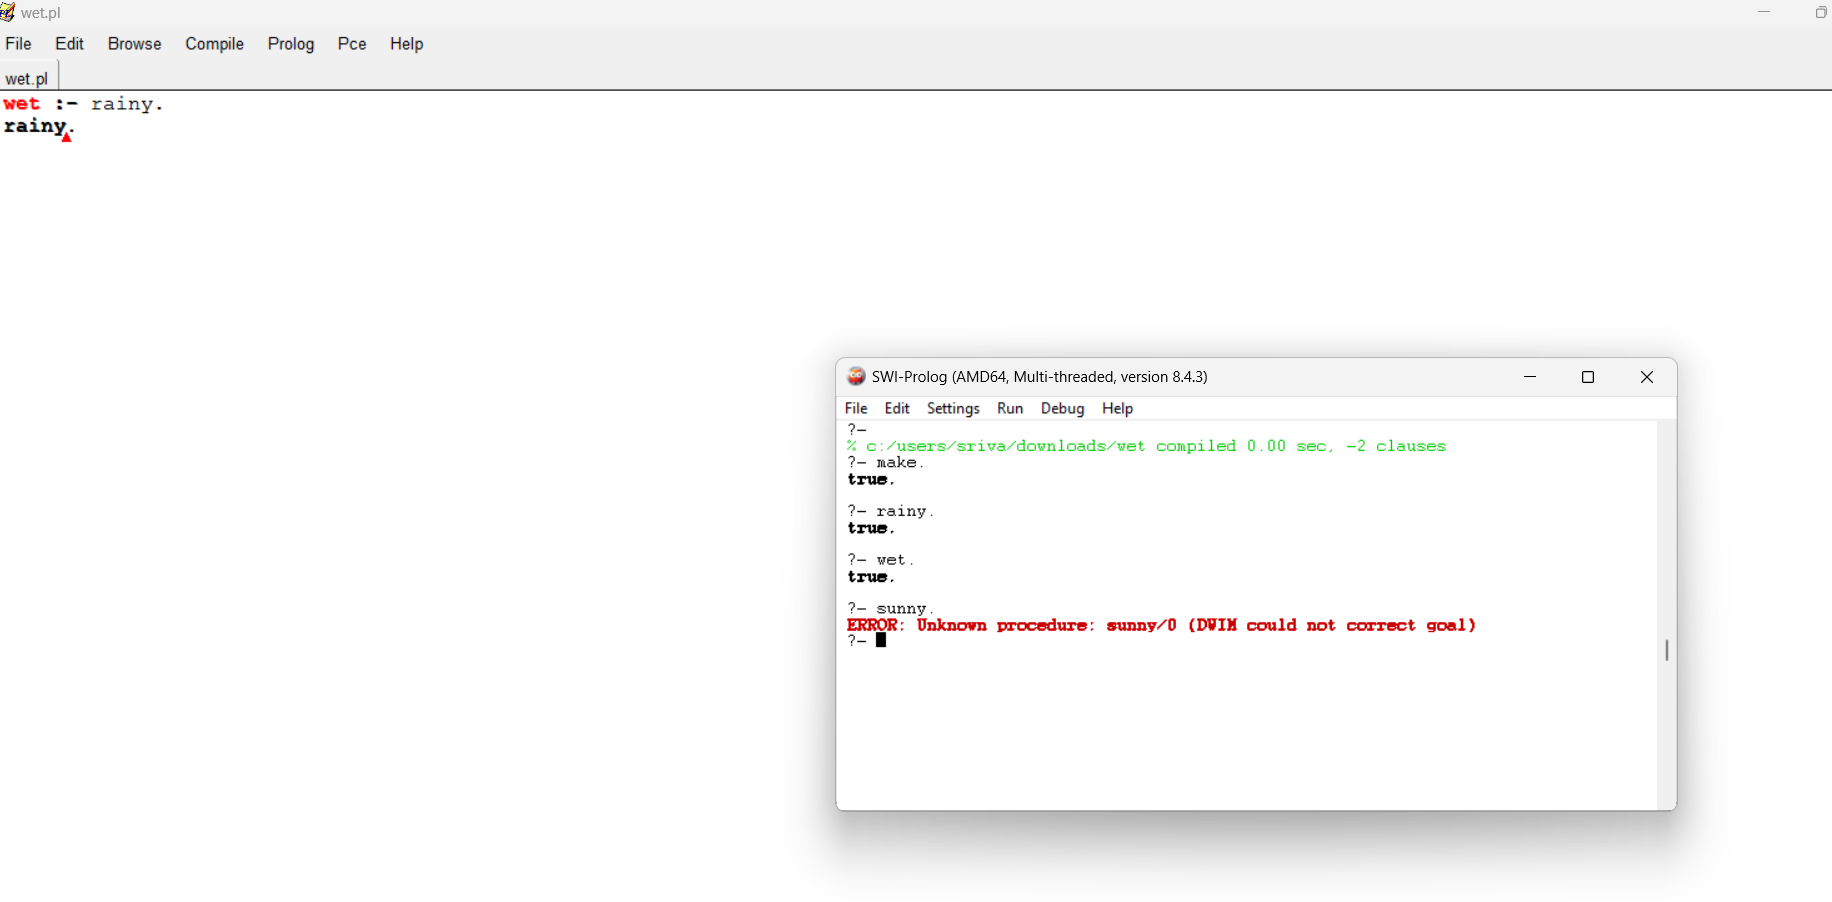 wet.pl
File Edit Browse Compile Prolog Pce Help
wet.pl
wet :- rainy.
rainy.
SWI-Prolog (AMD64, Multi-threaded, version 8.4.3)
File Edit Settings Run Debug Help
?-
% c:/users/sriva/downloads/wet compiled 0.00 sec, -2 clauses
?- make.
true.
?- rainy.
true.
?- wet.
true.
?- sunny.
ERROR: Unknown procedure: sunny/0 (DWIM could not correct goal)
?-